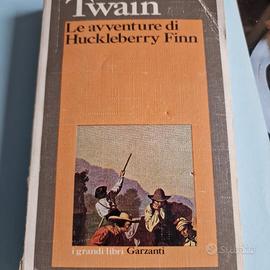 Twain
Le avventure di
Huckleberry Finn
i grandi libri Garzanti
subito